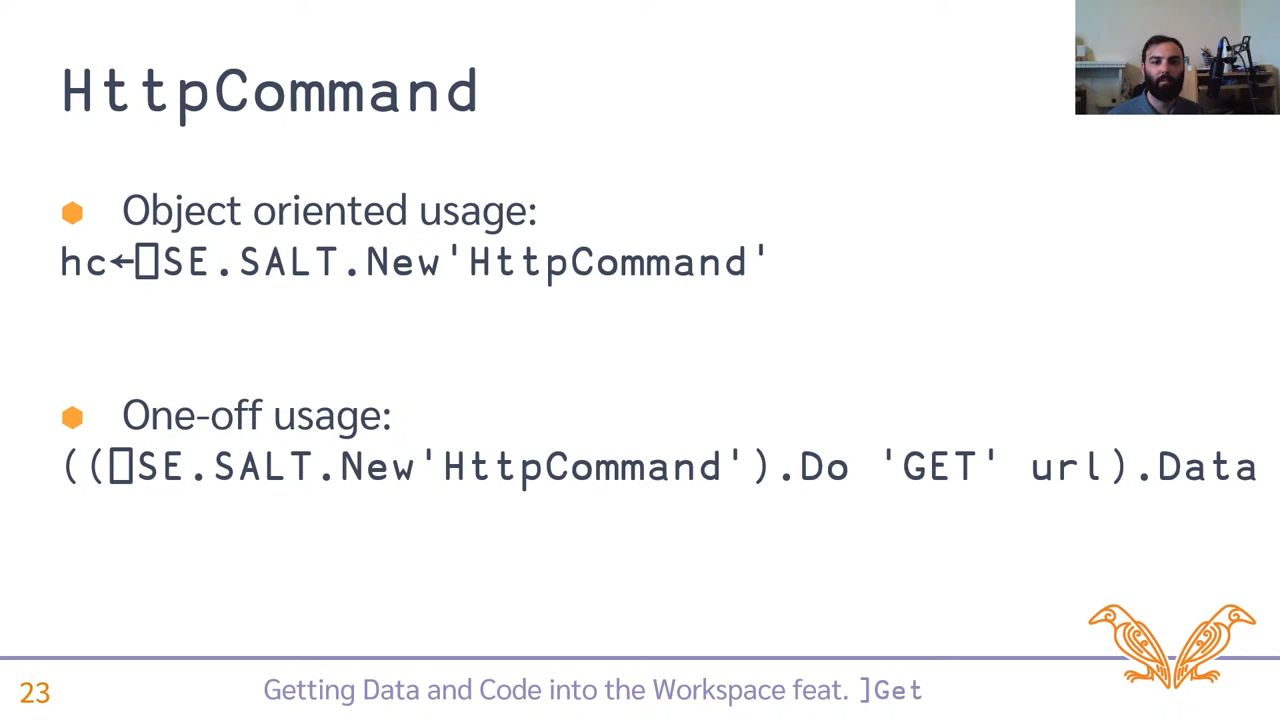 HttpCommand
Object oriented usage:
hc←⎕SE.SALT.New'HttpCommand'
One-off usage:
((⎕SE.SALT.New'HttpCommand').Do 'GET' url).Data
23
Getting Data and Code into the Workspace feat. ]Get